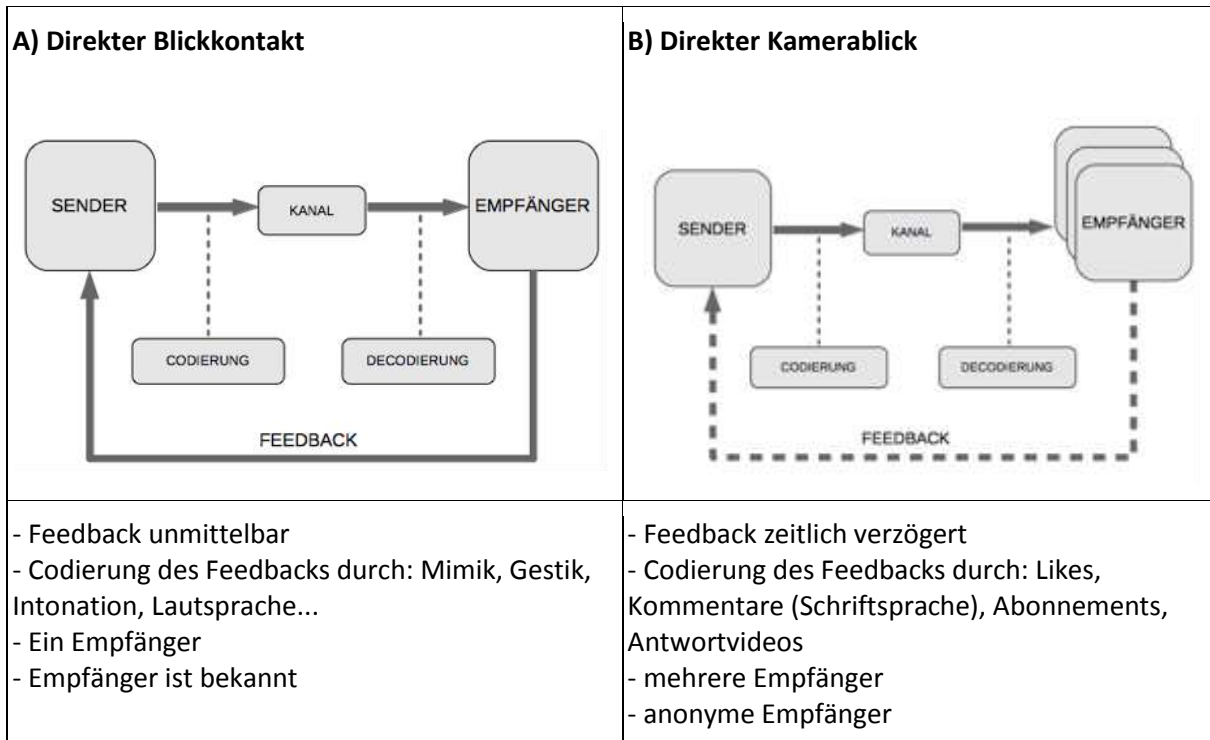 A) Direkter Blickkontakt
SENDER
KANAL
EMPFÄNGER
CODIERUNG
DECODIERUNG
FEEDBACK
- Feedback unmittelbar
- Codierung des Feedbacks durch: Mimik, Gestik,
Intonation, Lautsprache...
- Ein Empfänger
- Empfänger ist bekannt
B) Direkter Kamerablick
SENDER
KANAL
EMPFÄNGER
CODIERUNG
DECODIERUNG
FEEDBACK
- Feedback zeitlich verzögert
- Codierung des Feedbacks durch: Likes,
Kommentare (Schriftsprache), Abonnements,
Antwortvideos
- mehrere Empfänger
- anonyme Empfänger